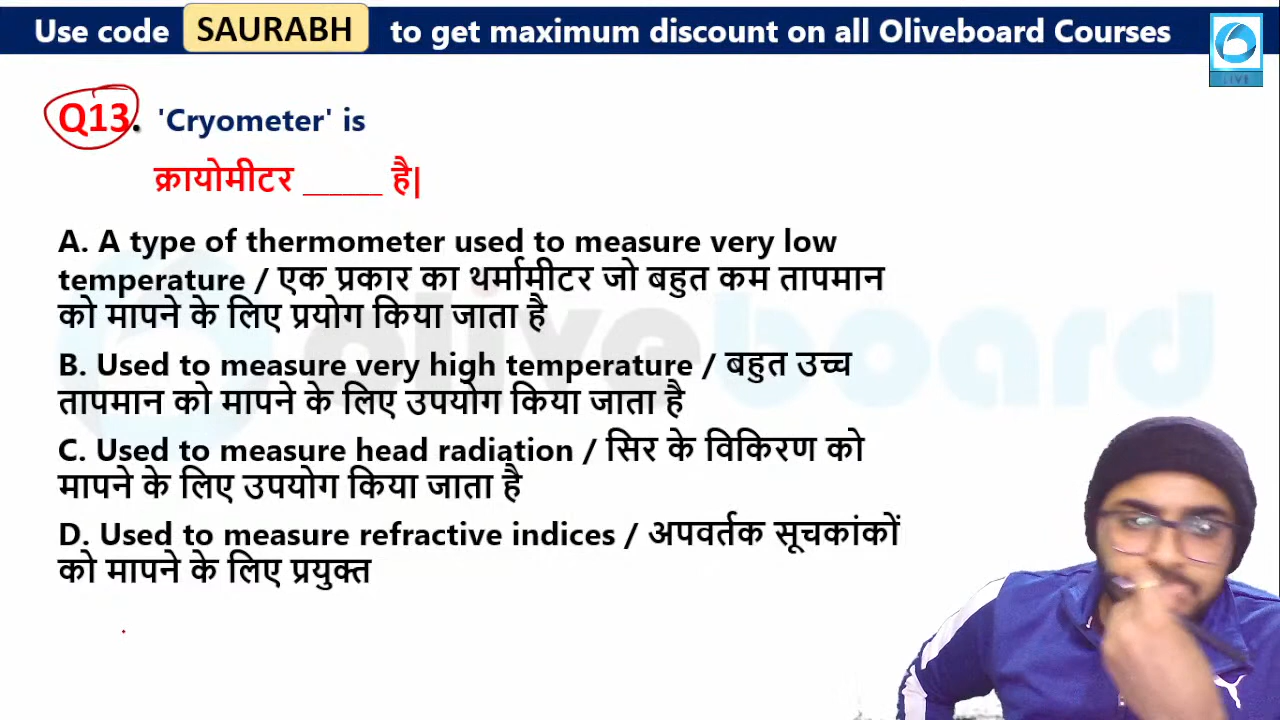 Use code SAURABH to get maximum discount on all Oliveboard Courses
LIVE
Q13. 'Cryometer' is
क्रायोमीटर _____ है|
A. A type of thermometer used to measure very low
temperature / एक प्रकार का थर्मामीटर जो बहुत कम तापमान
को मापने के लिए प्रयोग किया जाता है
B. Used to measure very high temperature / बहुत उच्च
तापमान को मापने के लिए उपयोग किया जाता है
C. Used to measure head radiation / सिर के विकिरण को
मापने के लिए उपयोग किया जाता है
D. Used to measure refractive indices / अपवर्तक सूचकांकों
को मापने के लिए प्रयुक्त
oliveboard